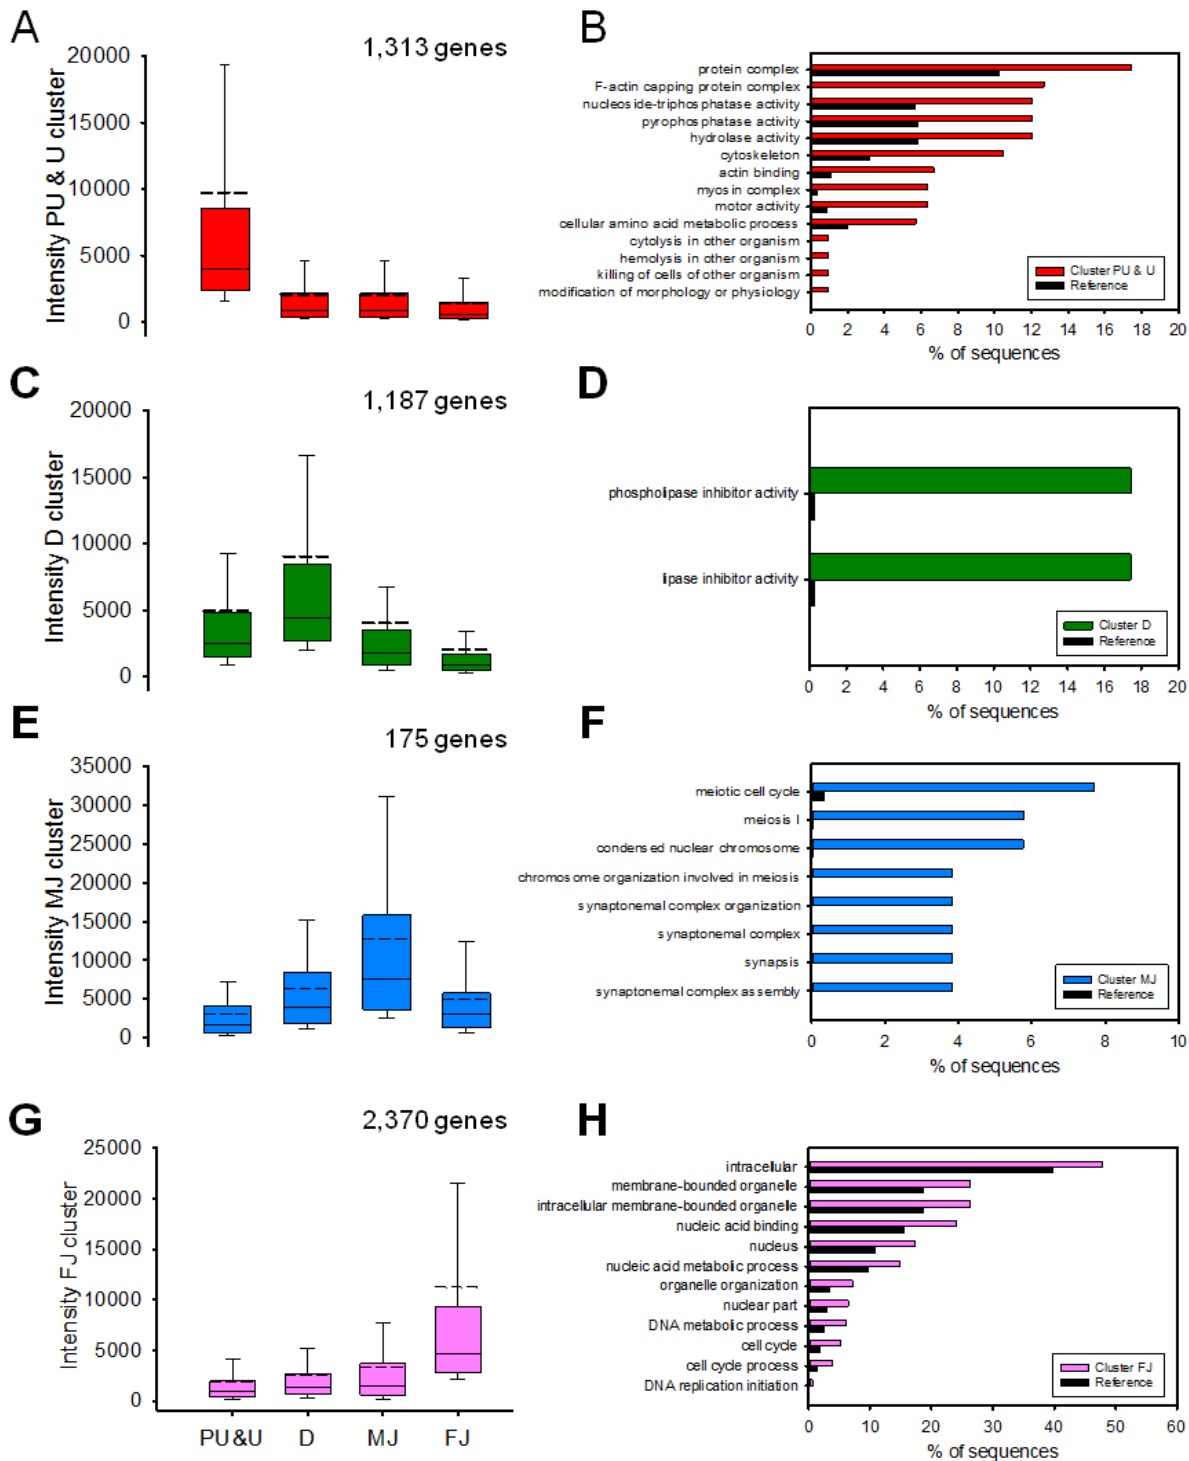 A
1,313 genes
Intensity PU & U cluster
20000
15000
10000
5000
0
B
protein complex
F-actin capping protein complex
nucleoside-triphosphatase activity
pyrophosphatase activity
hydrolase activity
cytoskeleton
actin binding
myosin complex
motor activity
cellular amino acid metabolic process
cytolysis in other organism
hemolysis in other organism
killing of cells of other organism
modification of morphology or physiology
Cluster PU & U
Reference
0 2 4 6 8 10 12 14 16 18 20
% of sequences
C
1,187 genes
Intensity D cluster
20000
15000
10000
5000
0
D
phospholipase inhibitor activity
lipase inhibitor activity
Cluster D
Reference
0 2 4 6 8 10 12 14 16 18 20
% of sequences
E
175 genes
Intensity MJ cluster
35000
30000
25000
20000
15000
10000
5000
0
F
meiotic cell cycle
meiosis I
condensed nuclear chromosome
chromosome organization involved in meiosis
synaptonemal complex organization
synaptonemal complex
synapsis
synaptonemal complex assembly
Cluster MJ
Reference
0 2 4 6 8 10
% of sequences
G
2,370 genes
Intensity FJ cluster
25000
20000
15000
10000
5000
0
PU&U D MJ FJ
H
intracellular
membrane-bounded organelle
intracellular membrane-bounded organelle
nucleic acid binding
nucleus
nucleic acid metabolic process
organelle organization
nuclear part
DNA metabolic process
cell cycle
cell cycle process
DNA replication initiation
Cluster FJ
Reference
0 10 20 30 40 50 60
% of sequences